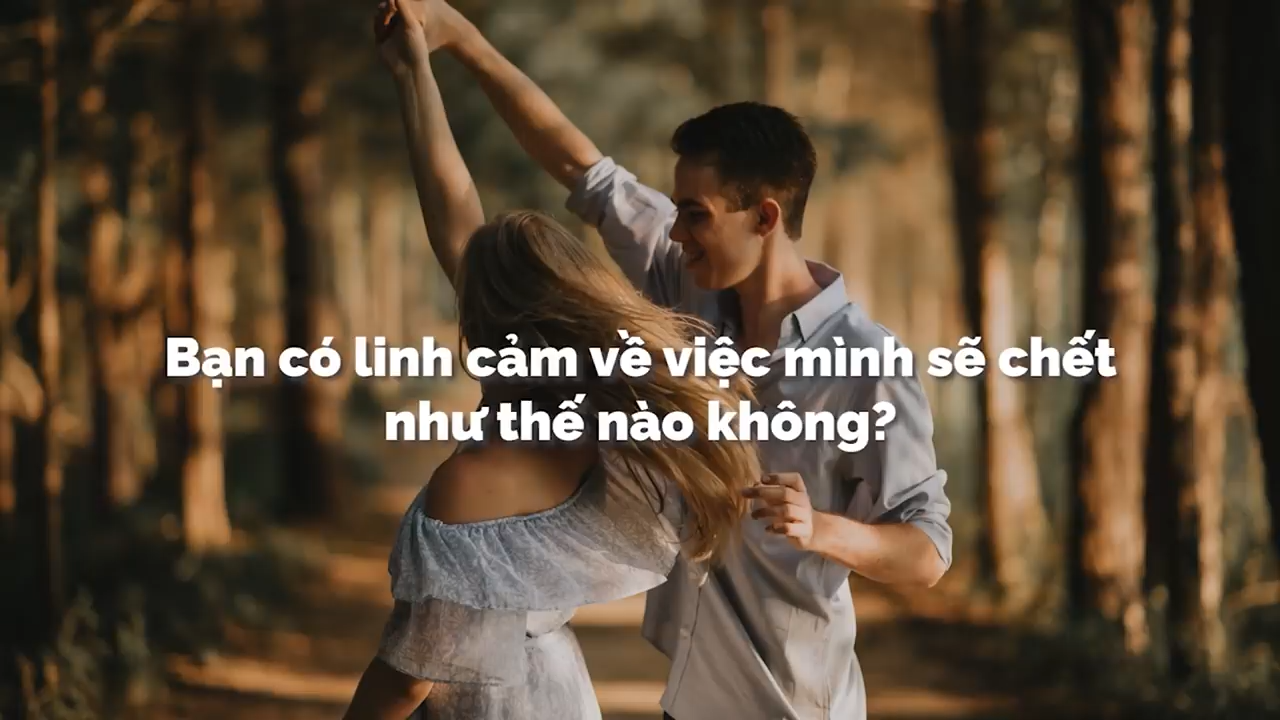 Bạn có linh cảm về việc mình sẽ chết
như thế nào không?